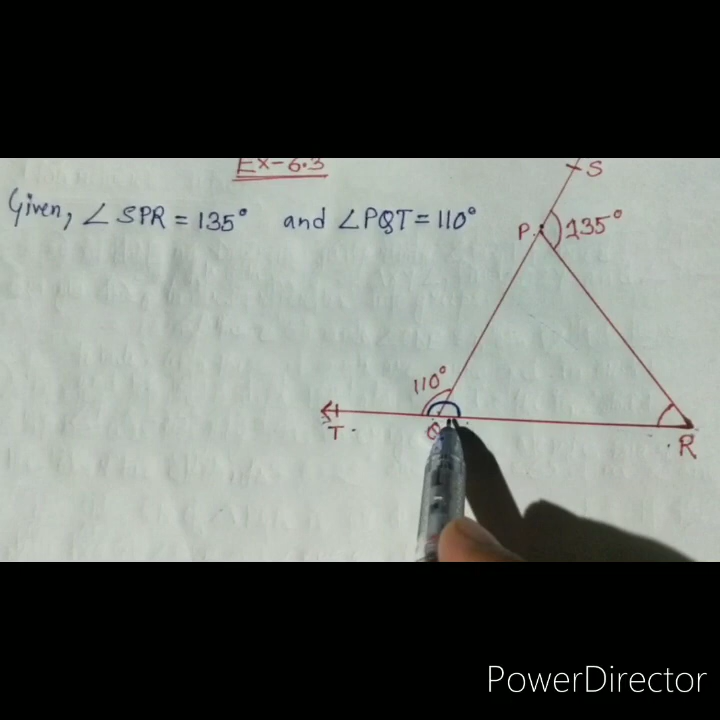 Ex-6.3
S
Given, ∠SPR = 135° and ∠PQT = 110°
P 135°
110°
T Q R
PowerDirector